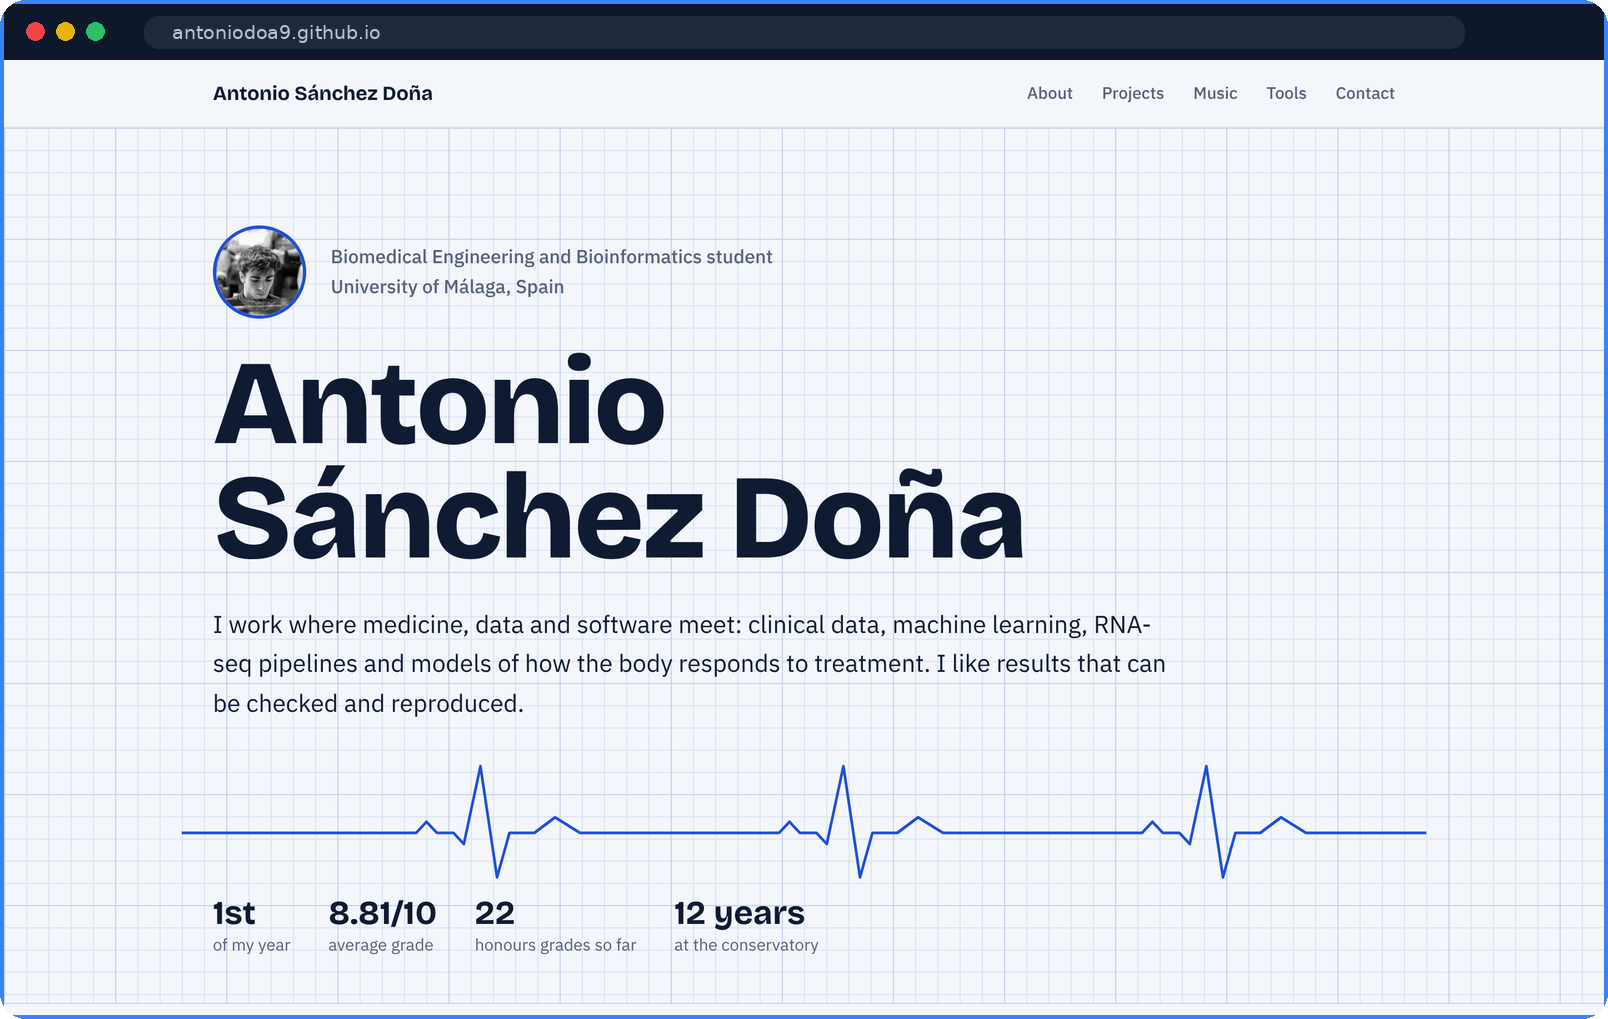 antoniodoa9.github.io
Antonio Sánchez Doña
About Projects Music Tools Contact
Biomedical Engineering and Bioinformatics student
University of Málaga, Spain
Antonio
Sánchez Doña
I work where medicine, data and software meet: clinical data, machine learning, RNA-
seq pipelines and models of how the body responds to treatment. I like results that can
be checked and reproduced.
1st
of my year
8.81/10
average grade
22
honours grades so far
12 years
at the conservatory